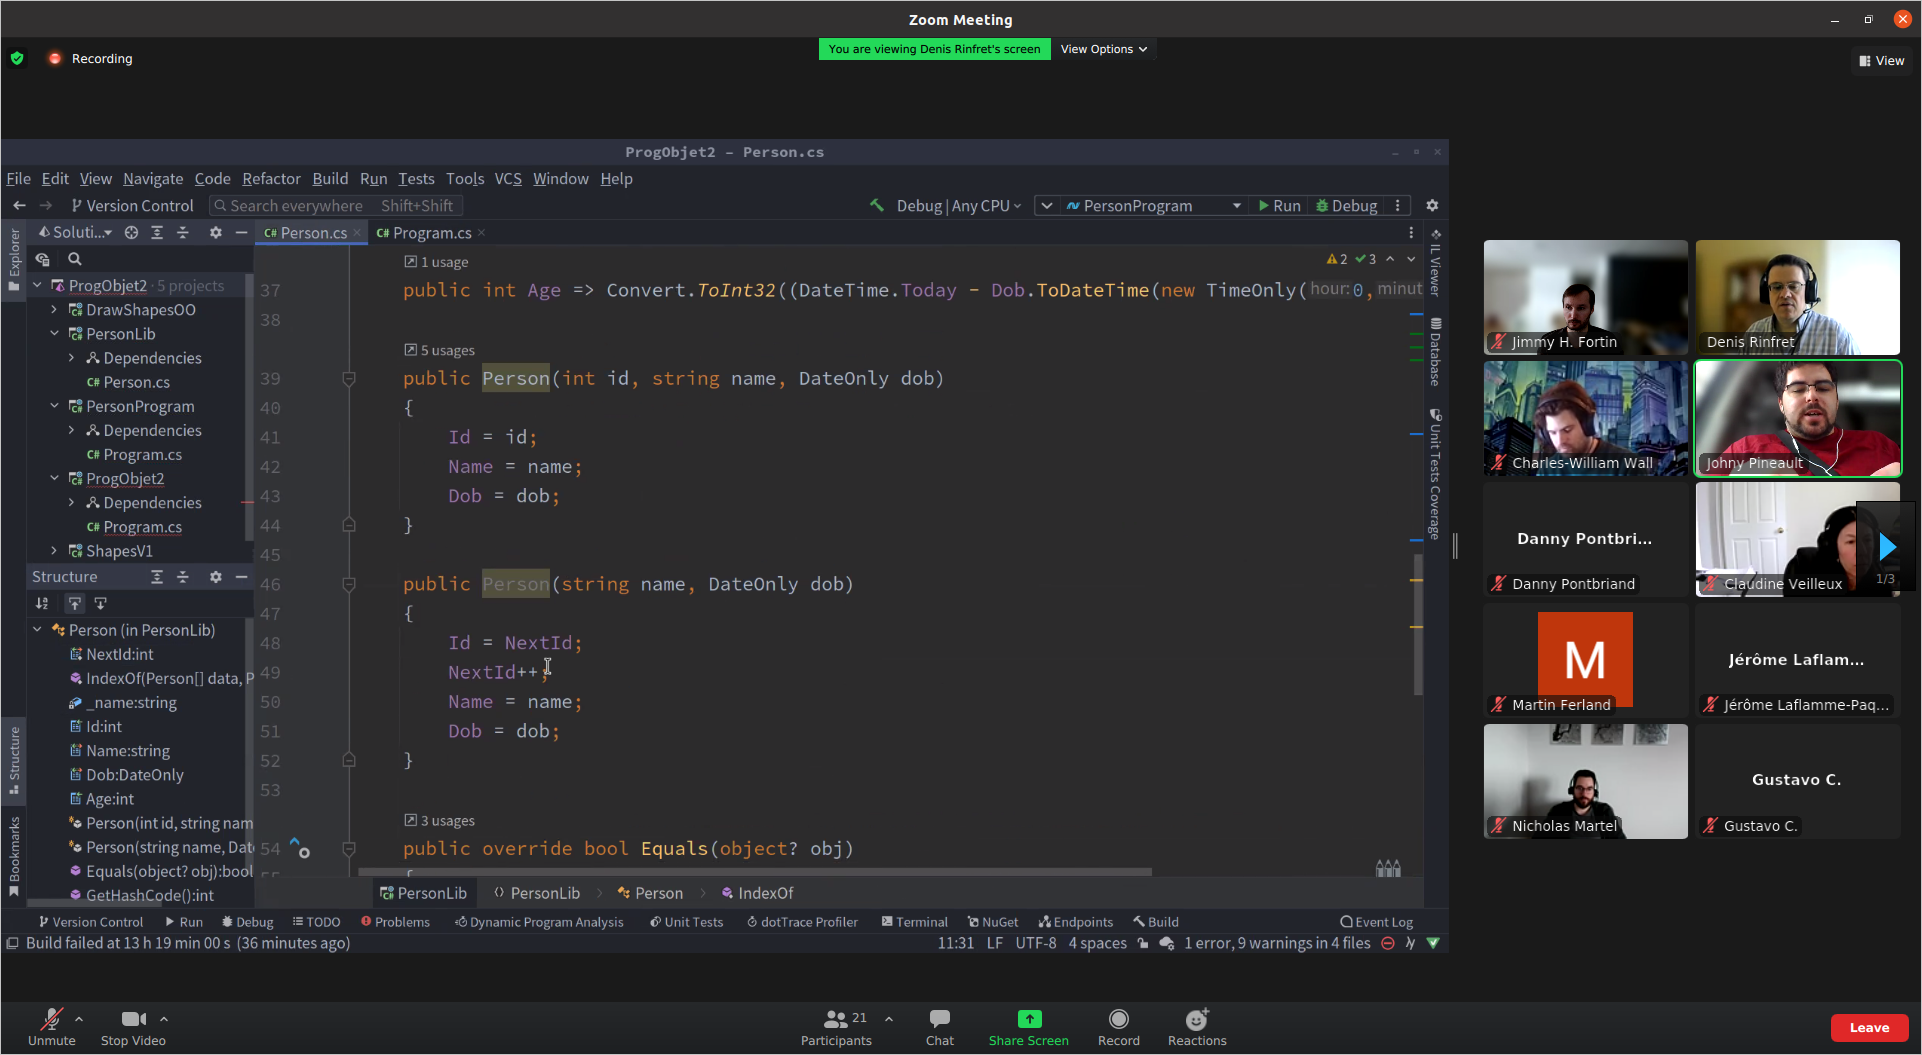 Zoom Meeting
Recording
You are viewing Denis Rinfret's screen
View Options
View
ProgObjet2 – Person.cs
File Edit View Navigate Code Refactor Build Run Tests Tools VCS Window Help
Version Control
Search everywhere Shift+Shift
Debug | Any CPU
PersonProgram
Run
Debug
Explorer
Soluti...
C# Person.cs
C# Program.cs
ProgObjet2 · 5 projects
DrawShapesOO
PersonLib
Dependencies
C# Person.cs
PersonProgram
Dependencies
C# Program.cs
ProgObjet2
Dependencies
C# Program.cs
ShapesV1
Structure
Person (in PersonLib)
NextId:int
IndexOf(Person[] data, P
_name:string
Id:int
Name:string
Dob:DateOnly
Age:int
Person(int id, string nam
Person(string name, Dat
Equals(object? obj):bool
GetHashCode():int
Structure
Bookmarks
1 usage
2 3
37 public int Age => Convert.ToInt32((DateTime.Today - Dob.ToDateTime(new TimeOnly( hour:0, minut
38
5 usages
39 public Person(int id, string name, DateOnly dob)
40 {
41 Id = id;
42 Name = name;
43 Dob = dob;
44 }
45
46 public Person(string name, DateOnly dob)
47 {
48 Id = NextId;
49 NextId++;
50 Name = name;
51 Dob = dob;
52 }
53
3 usages
54 public override bool Equals(object? obj)
{
IL Viewer
Database
Unit Tests Coverage
PersonLib
PersonLib
Person
IndexOf
Version Control
Run
Debug
TODO
Problems
Dynamic Program Analysis
Unit Tests
dotTrace Profiler
Terminal
NuGet
Endpoints
Build
Event Log
Build failed at 13 h 19 min 00 s (36 minutes ago)
11:31 LF UTF-8 4 spaces
1 error, 9 warnings in 4 files
Jimmy H. Fortin
Denis Rinfret
Charles-William Wall
Johny Pineault
Danny Pontbri...
Danny Pontbriand
Claudine Veilleux
1/3
M
Martin Ferland
Jérôme Laflam...
Jérôme Laflamme-Paq...
Nicholas Martel
Gustavo C.
Gustavo C.
Unmute
Stop Video
21
Participants
Chat
Share Screen
Record
Reactions
Leave